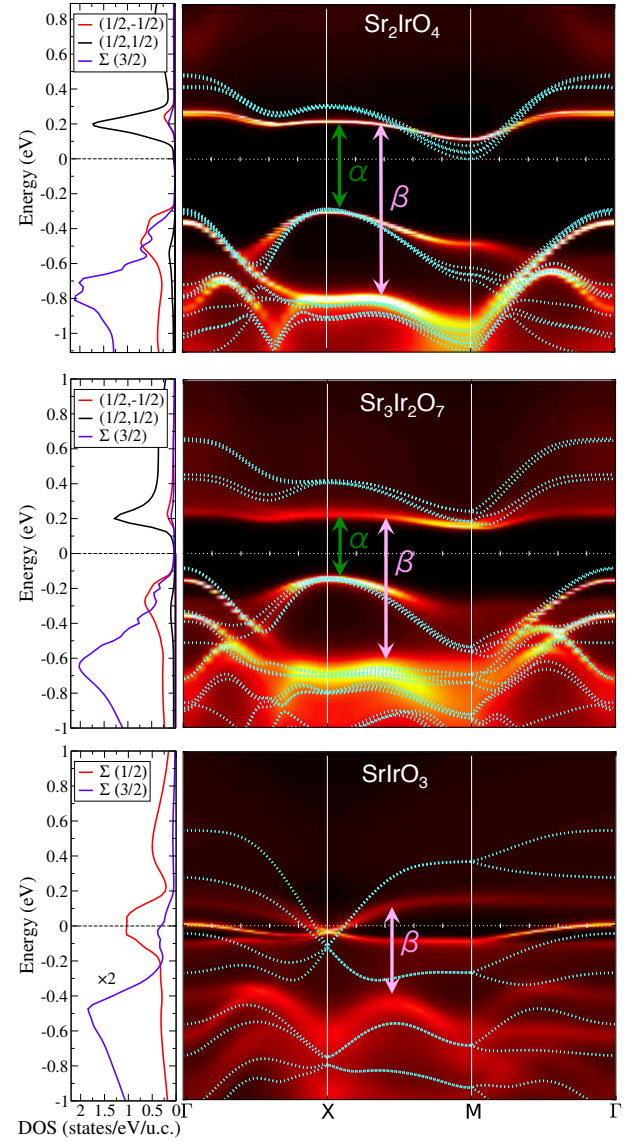 Sr2IrO4
(1/2,-1/2)
(1/2,1/2)
Σ (3/2)
Energy (eV)
0.8
0.6
0.4
0.2
0
-0.2
-0.4
-0.6
-0.8
-1
α
β
Sr3Ir2O7
(1/2,-1/2)
(1/2,1/2)
Σ (3/2)
Energy (eV)
1
0.8
0.6
0.4
0.2
0
-0.2
-0.4
-0.6
-0.8
-1
α
β
SrIrO3
Σ (1/2)
Σ (3/2)
Energy (eV)
1
0.8
0.6
0.4
0.2
0
-0.2
-0.4
-0.6
-0.8
-1
×2
β
2 1.5 1 0.5 0
Γ X M Γ
DOS (states/eV/u.c.)